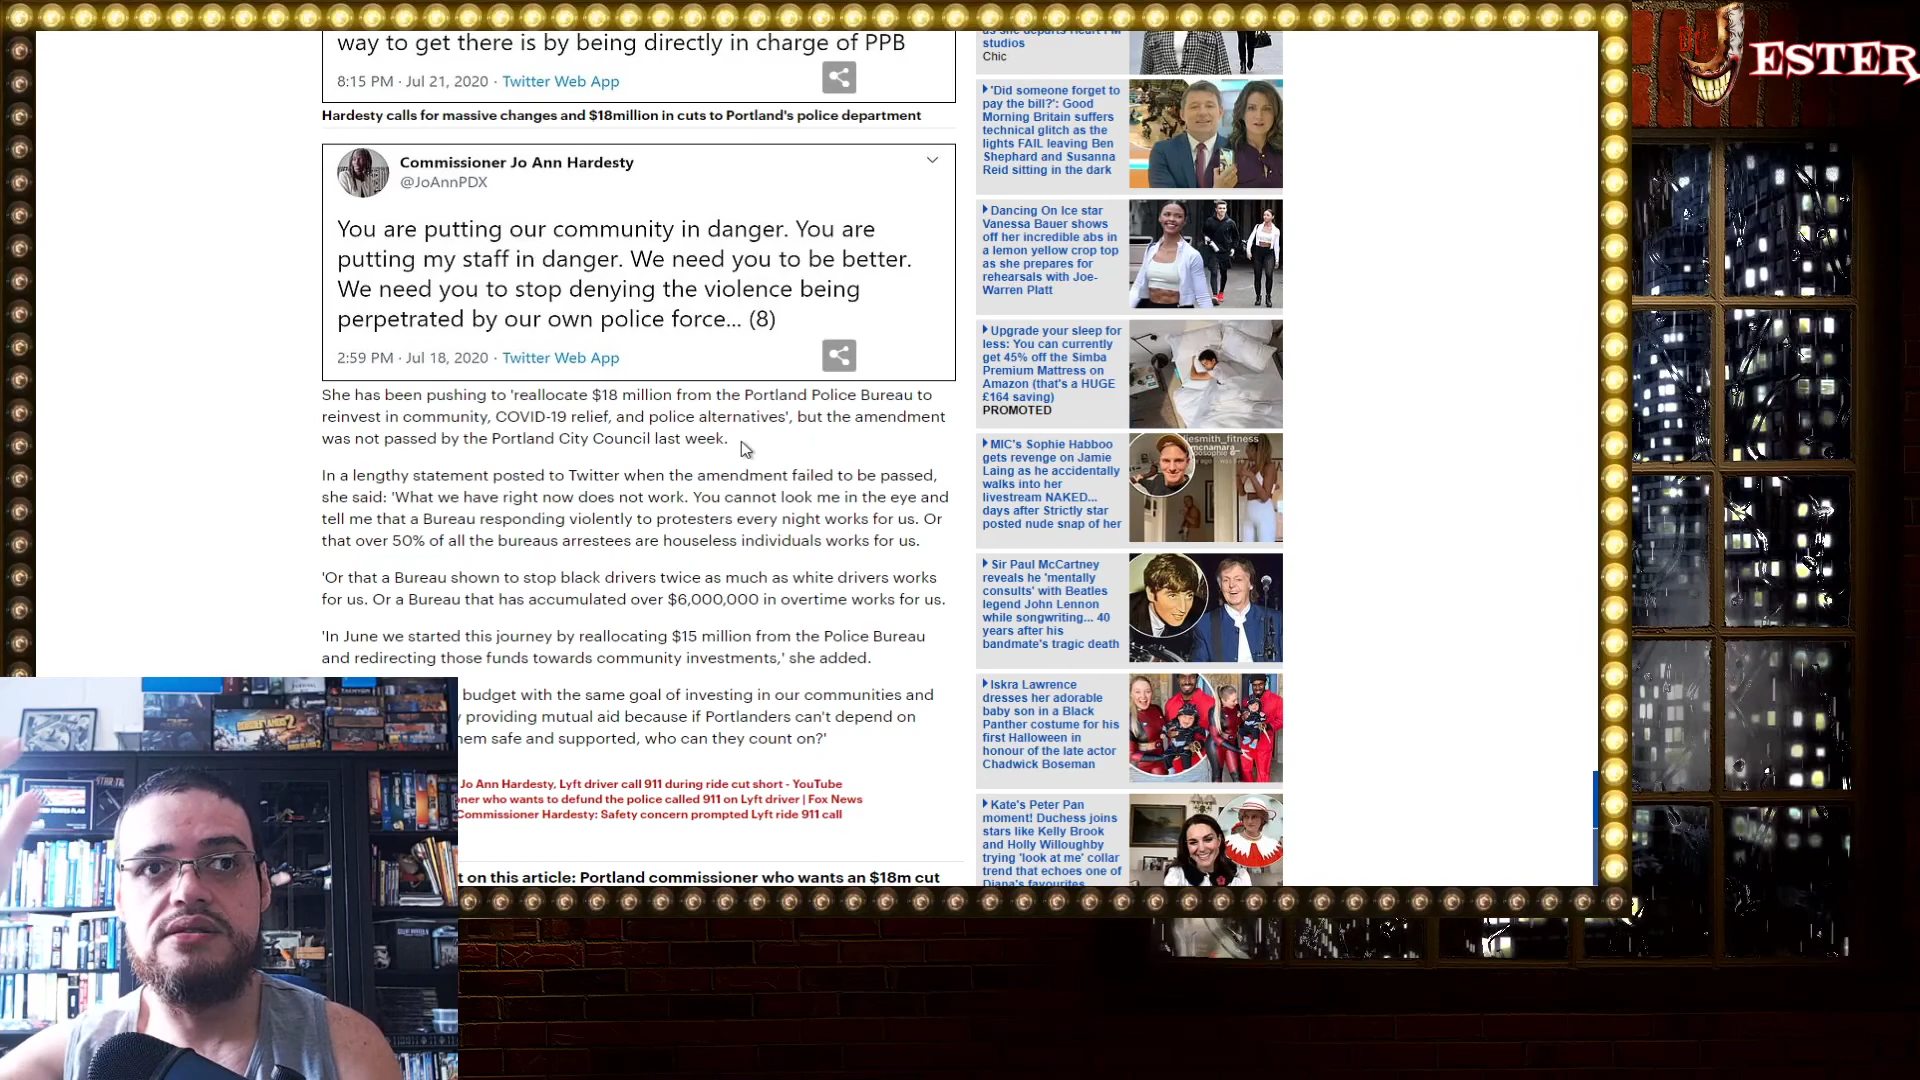 ESTER
way to get there is by being directly in charge of PPB
8:15 PM · Jul 21, 2020 · Twitter Web App
Hardesty calls for massive changes and $18million in cuts to Portland's police department
Commissioner Jo Ann Hardesty
@JoAnnPDX
You are putting our community in danger. You are
putting my staff in danger. We need you to be better.
We need you to stop denying the violence being
perpetrated by our own police force... (8)
2:59 PM · Jul 18, 2020 · Twitter Web App
She has been pushing to 'reallocate $18 million from the Portland Police Bureau to
reinvest in community, COVID-19 relief, and police alternatives', but the amendment
was not passed by the Portland City Council last week.
In a lengthy statement posted to Twitter when the amendment failed to be passed,
she said: 'What we have right now does not work. You cannot look me in the eye and
tell me that a Bureau responding violently to protesters every night works for us. Or
that over 50% of all the bureaus arrestees are houseless individuals works for us.
'Or that a Bureau shown to stop black drivers twice as much as white drivers works
for us. Or a Bureau that has accumulated over $6,000,000 in overtime works for us.
'In June we started this journey by reallocating $15 million from the Police Bureau
and redirecting those funds towards community investments,' she added.
budget with the same goal of investing in our communities and
providing mutual aid because if Portlanders can't depend on
em safe and supported, who can they count on?'
Jo Ann Hardesty, Lyft driver call 911 during ride cut short - YouTube
ner who wants to defund the police called 911 on Lyft driver | Fox News
Commissioner Hardesty: Safety concern prompted Lyft ride 911 call
t on this article: Portland commissioner who wants an $18m cut
as she departs Heart FM
studios
Chic
'Did someone forget to
pay the bill?': Good
Morning Britain suffers
technical glitch as the
lights FAIL leaving Ben
Shephard and Susanna
Reid sitting in the dark
Dancing On Ice star
Vanessa Bauer shows
off her incredible abs in
a lemon yellow crop top
as she prepares for
rehearsals with Joe-
Warren Platt
Upgrade your sleep for
less: You can currently
get 45% off the Simba
Premium Mattress on
Amazon (that's a HUGE
£164 saving)
PROMOTED
MIC's Sophie Habboo
gets revenge on Jamie
Laing as he accidentally
walks into her
livestream NAKED...
days after Strictly star
posted nude snap of her
Sir Paul McCartney
reveals he 'mentally
consults' with Beatles
legend John Lennon
while songwriting... 40
years after his
bandmate's tragic death
Iskra Lawrence
dresses her adorable
baby son in a Black
Panther costume for his
first Halloween in
honour of the late actor
Chadwick Boseman
Kate's Peter Pan
moment! Duchess joins
stars like Kelly Brook
and Holly Willoughby
trying 'look at me' collar
trend that echoes one of
Diana's favourites